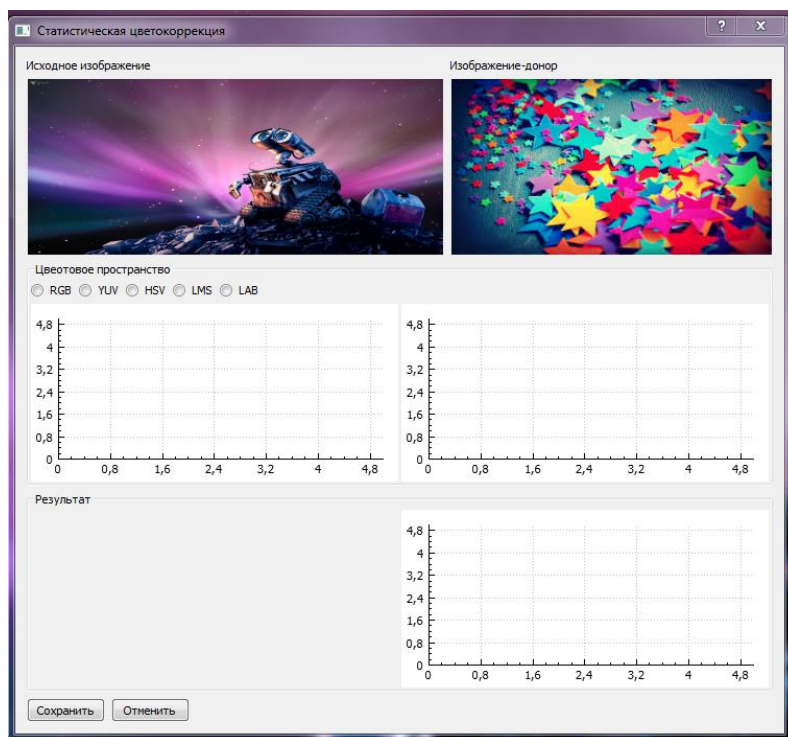 Статистическая цветокоррекция
Исходное изображение
Изображение-донор
Цвеотовое пространство
RGB YUV HSV LMS LAB
4,8
4
3,2
2,4
1,6
0,8
0
0 0,8 1,6 2,4 3,2 4 4,8
4,8
4
3,2
2,4
1,6
0,8
0
0 0,8 1,6 2,4 3,2 4 4,8
Результат
4,8
4
3,2
2,4
1,6
0,8
0
0 0,8 1,6 2,4 3,2 4 4,8
Сохранить Отменить